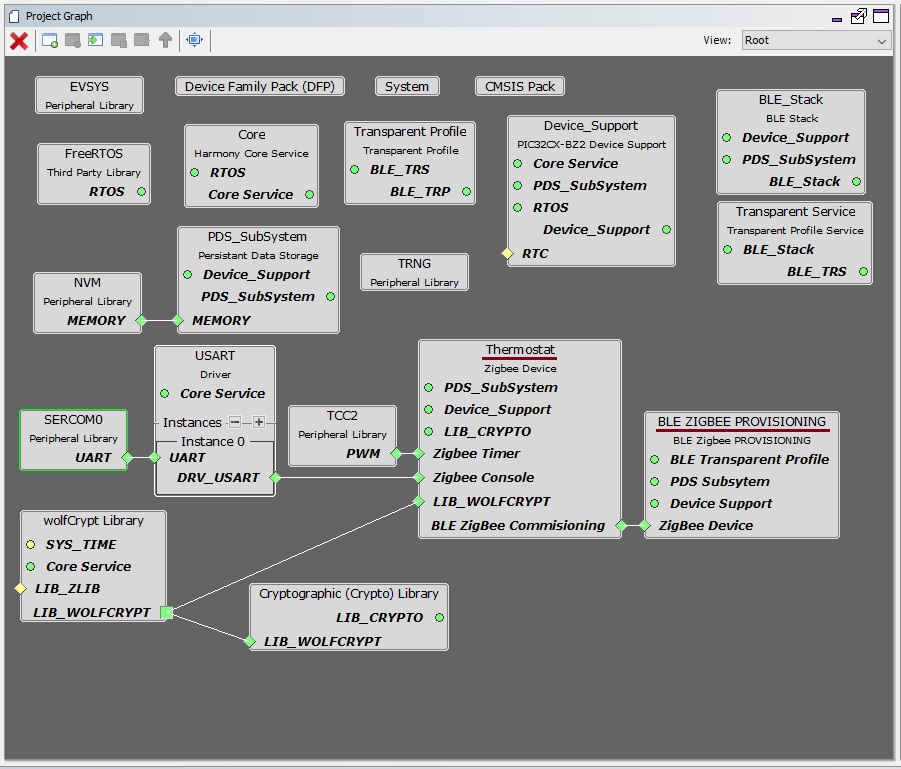 Project Graph
View: Root
EVSYS
Peripheral Library
Device Family Pack (DFP)
System
CMSIS Pack
BLE_Stack
BLE Stack
Device_Support
PDS_SubSystem
BLE_Stack
FreeRTOS
Third Party Library
RTOS
Core
Harmony Core Service
RTOS
Core Service
Transparent Profile
Transparent Profile
BLE_TRS
BLE_TRP
Device_Support
PIC32CX-BZ2 Device Support
Core Service
PDS_SubSystem
RTOS
Device_Support
RTC
Transparent Service
Transparent Profile Service
BLE_Stack
BLE_TRS
PDS_SubSystem
Persistant Data Storage
Device_Support
PDS_SubSystem
MEMORY
TRNG
Peripheral Library
NVM
Peripheral Library
MEMORY
USART
Driver
Core Service
Instances
Instance 0
UART
DRV_USART
SERCOM0
Peripheral Library
UART
TCC2
Peripheral Library
PWM
Thermostat
Zigbee Device
PDS_SubSystem
Device_Support
LIB_CRYPTO
Zigbee Timer
Zigbee Console
LIB_WOLFCRYPT
BLE ZigBee Commisioning
BLE ZIGBEE PROVISIONING
BLE Zigbee PROVISIONING
BLE Transparent Profile
PDS Subsytem
Device Support
ZigBee Device
wolfCrypt Library
SYS_TIME
Core Service
LIB_ZLIB
LIB_WOLFCRYPT
Cryptographic (Crypto) Library
LIB_CRYPTO
LIB_WOLFCRYPT